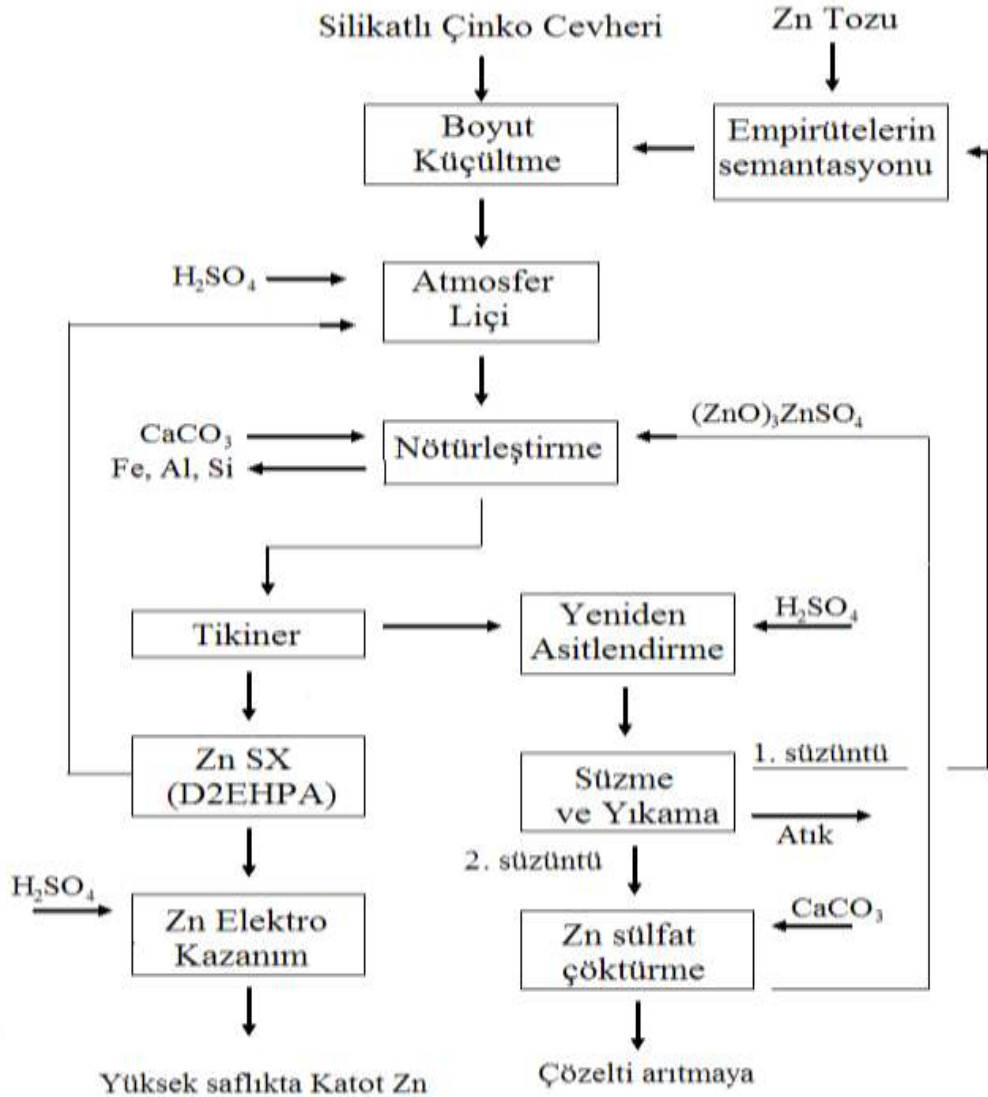 Silikatlı Çinko Cevheri
Zn Tozu
Boyut
Küçültme
Empirütelerin
semantasyonu
H₂SO₄
Atmosfer
Liçi
CaCO₃
Fe, Al, Si
Nötürleştirme
(ZnO)₃ZnSO₄
Tikiner
Yeniden
Asitlendirme
H₂SO₄
Zn SX
(D2EHPA)
Süzme
ve Yıkama
1. süzüntü
Atık
2. süzüntü
H₂SO₄
Zn Elektro
Kazanım
Zn sülfat
çöktürme
CaCO₃
Yüksek saflıkta Katot Zn
Çözelti arıtmaya